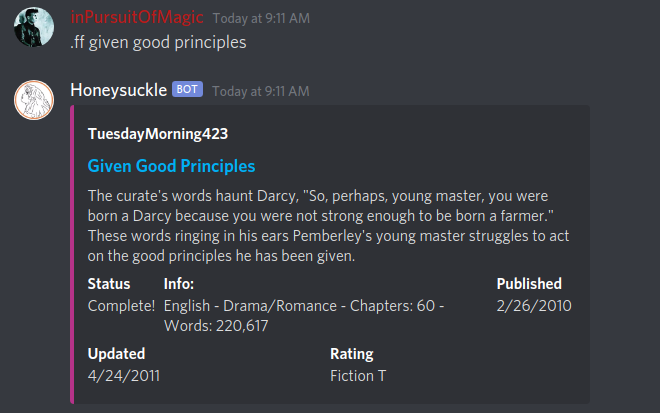 inPursuitOfMagic Today at 9:11 AM
.ff given good principles
Honeysuckle BOT Today at 9:11 AM
TuesdayMorning423
Given Good Principles
The curate's words haunt Darcy, "So, perhaps, young master, you were
born a Darcy because you were not strong enough to be born a farmer."
These words ringing in his ears Pemberley's young master struggles to act
on the good principles he has been given.
Status Info: Published
Complete! English - Drama/Romance - Chapters: 60 - 2/26/2010
Words: 220,617
Updated Rating
4/24/2011 Fiction T